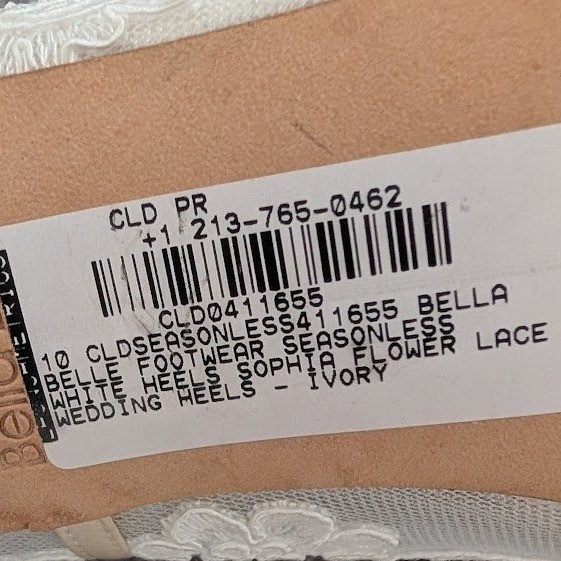 CLD PR
+1 213-765-0462
CLD0411655
10 CLDSEASONLESS411655 BELLA
BELLE FOOTWEAR SEASONLESS
WHITE HEELS SOPHIA FLOWER LACE
WEDDING HEELS - IVORY
Bella